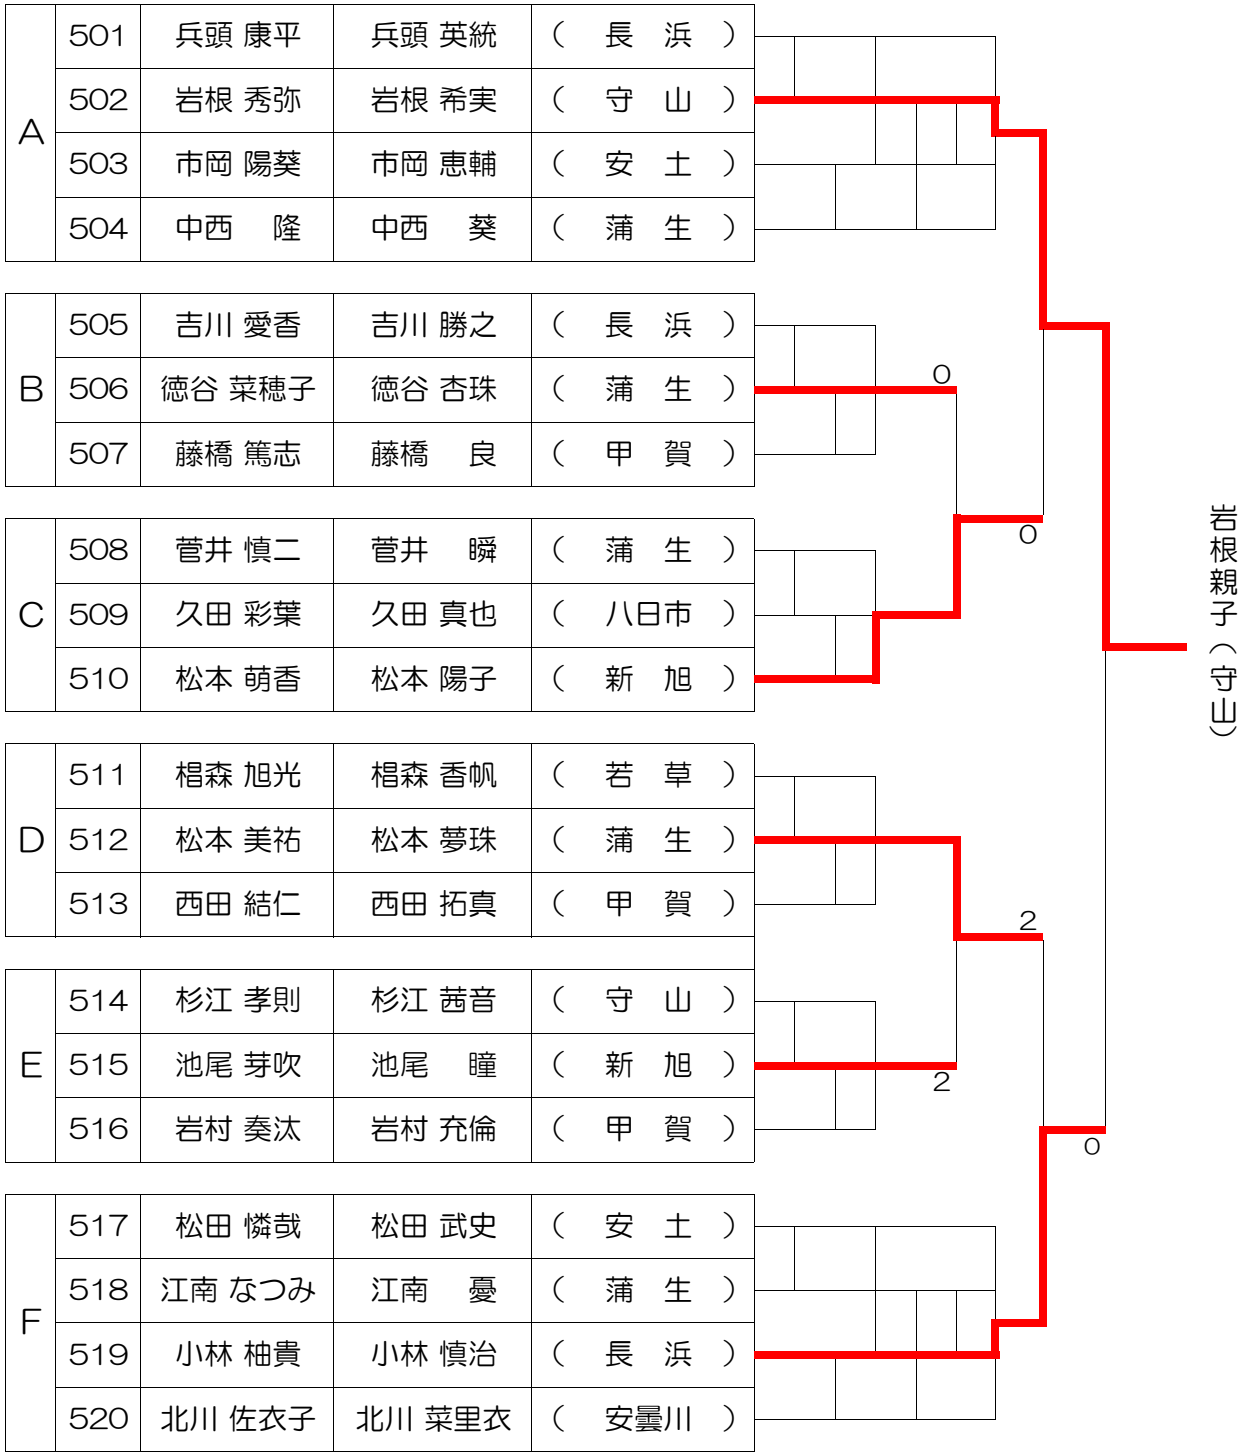 A
501 兵頭 康平 兵頭 英統 ( 長 浜 )
502 岩根 秀弥 岩根 希実 ( 守 山 )
503 市岡 陽葵 市岡 恵輔 ( 安 土 )
504 中西 隆 中西 葵 ( 蒲 生 )
B
505 吉川 愛香 吉川 勝之 ( 長 浜 )
506 徳谷 菜穂子 徳谷 杏珠 ( 蒲 生 )
507 藤橋 篤志 藤橋 良 ( 甲 賀 )
C
508 菅井 慎二 菅井 瞬 ( 蒲 生 )
509 久田 彩葉 久田 真也 ( 八日市 )
510 松本 萌香 松本 陽子 ( 新 旭 )
D
511 椙森 旭光 椙森 香帆 ( 若 草 )
512 松本 美祐 松本 夢珠 ( 蒲 生 )
513 西田 結仁 西田 拓真 ( 甲 賀 )
E
514 杉江 孝則 杉江 茜音 ( 守 山 )
515 池尾 芽吹 池尾 瞳 ( 新 旭 )
516 岩村 奏汰 岩村 充倫 ( 甲 賀 )
F
517 松田 憐哉 松田 武史 ( 安 土 )
518 江南 なつみ 江南 憂 ( 蒲 生 )
519 小林 柚貴 小林 慎治 ( 長 浜 )
520 北川 佐衣子 北川 菜里衣 ( 安曇川 )
0
0
2
2
0
岩根親子(守山)